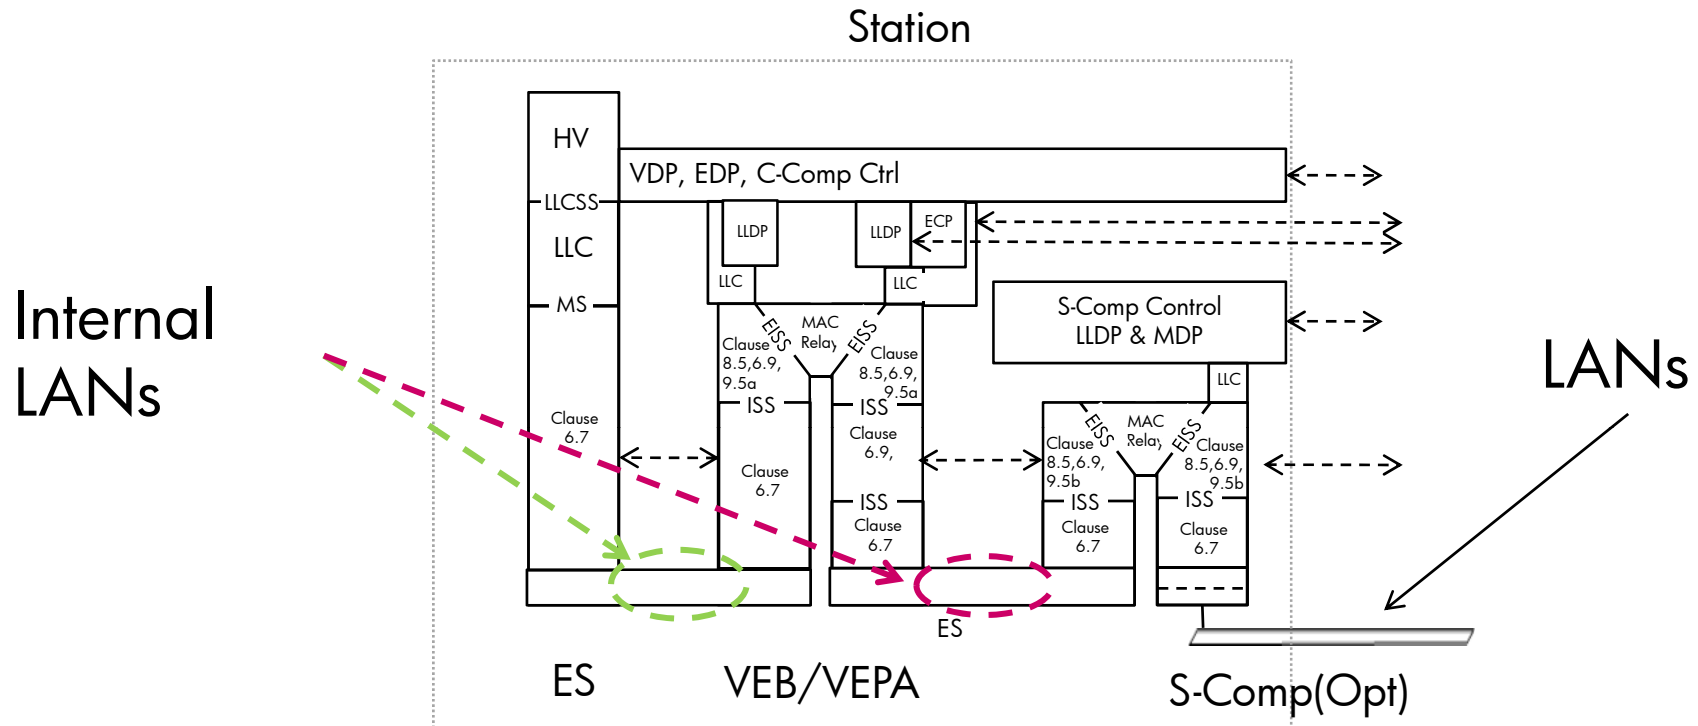 Station
HV
VDP, EDP, C-Comp Ctrl
LLCSS
LLC
LLDP
LLDP
ECP
LLC
LLC
MS
Internal
LANs
S-Comp Control
LLDP & MDP
LANs
EISS
MAC
Relay
EISS
Clause
8.5,6.9,
9.5a
Clause
8.5,6.9,
9.5a
LLC
ISS
ISS
Clause
6.7
Clause
6.9,
EISS
MAC
Relay
EISS
Clause
8.5,6.9,
9.5b
Clause
8.5,6.9,
9.5b
Clause
6.7
ISS
ISS
ISS
Clause
6.7
Clause
6.7
Clause
6.7
ES
ES
VEB/VEPA
S-Comp(Opt)